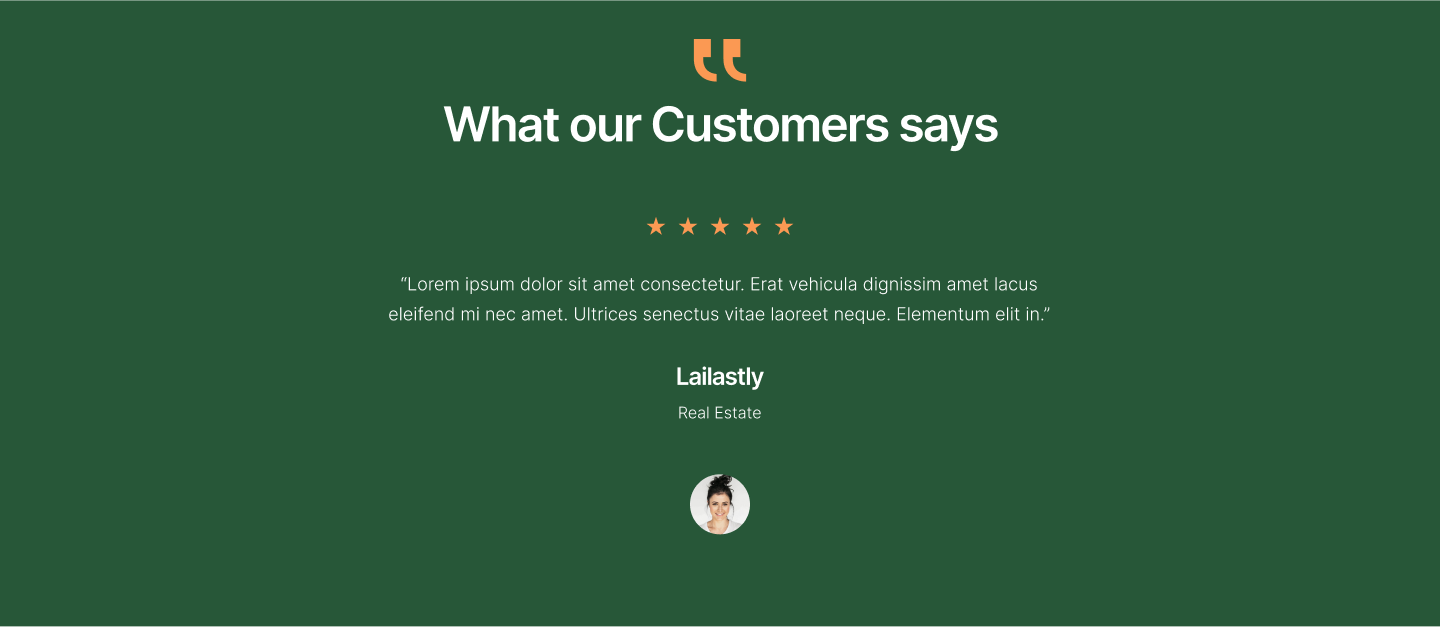 What our Customers says
“Lorem ipsum dolor sit amet consectetur. Erat vehicula dignissim amet lacus
eleifend mi nec amet. Ultrices senectus vitae laoreet neque. Elementum elit in.”
Lailastly
Real Estate